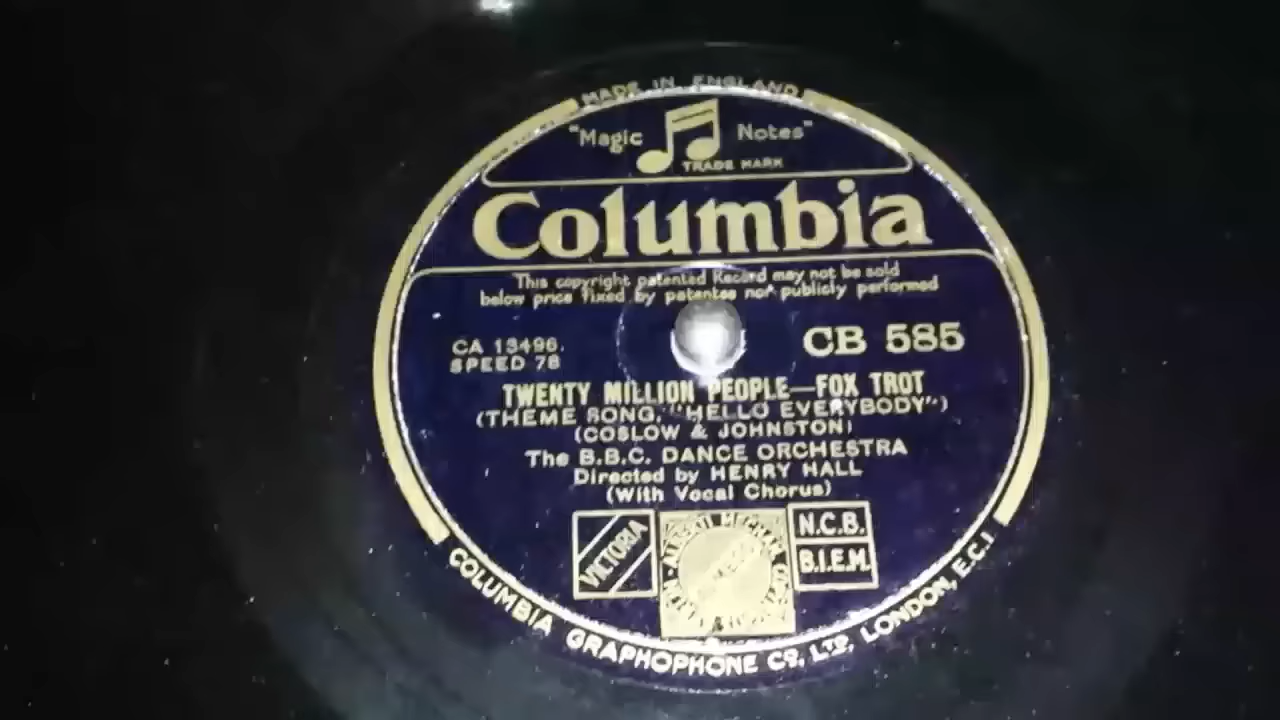 MADE IN ENGLAND
"Magic Notes"
TRADE MARK
Columbia
This copyright patented Record may not be sold
below price fixed by patentee nor publicly performed
CA 13496.
SPEED 78
CB 585
TWENTY MILLION PEOPLE—FOX TROT
(THEME SONG, "HELLO EVERYBODY")
(COSLOW & JOHNSTON)
The B.B.C. DANCE ORCHESTRA
Directed by HENRY HALL
(With Vocal Chorus)
VICTORIA
N.C.B.
B.I.E.M.
COLUMBIA GRAPHOPHONE CO. LTD. LONDON, E.C.1